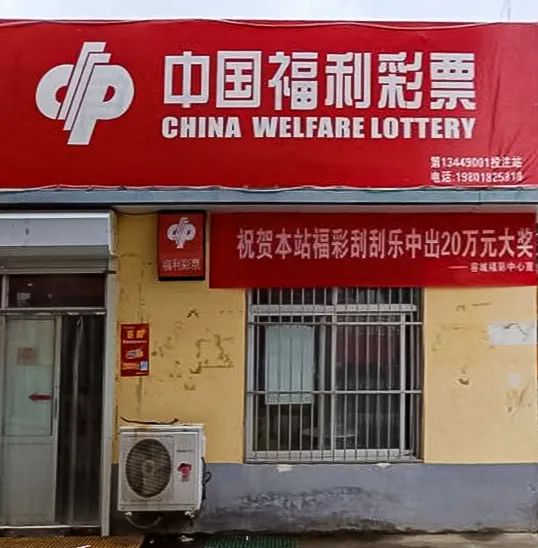 中国福利彩票
CHINA WELFARE LOTTERY
第13449001投注站
电话:19801825818
祝贺本站福彩刮刮乐中出20万元大奖
福利彩票